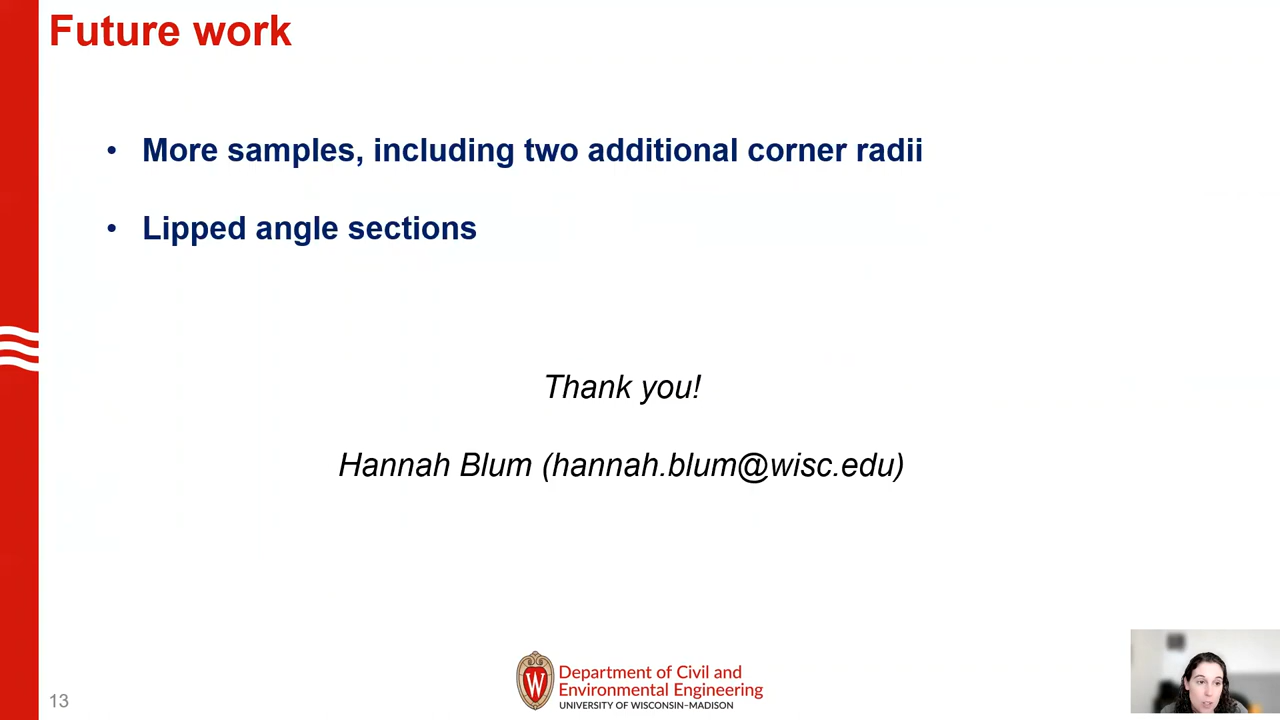 Future work
• More samples, including two additional corner radii
• Lipped angle sections
Thank you!
Hannah Blum (hannah.blum@wisc.edu)
W
Department of Civil and
Environmental Engineering
UNIVERSITY OF WISCONSIN–MADISON
13